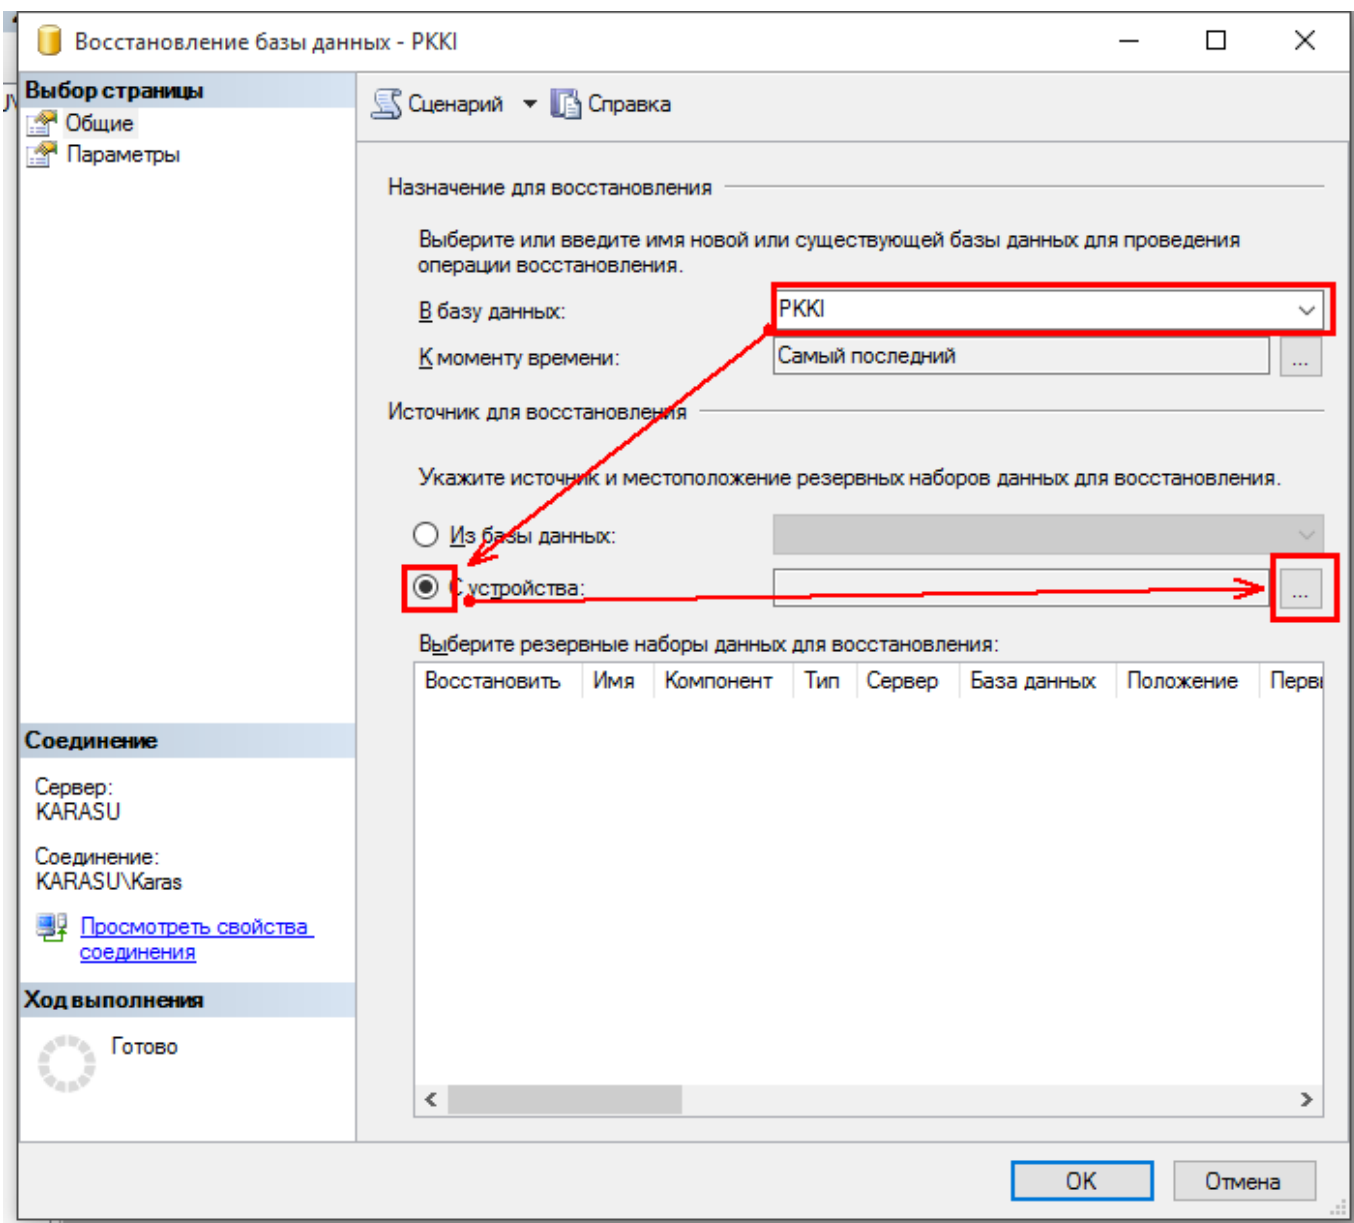 Восстановление базы данных - PKKI
Выбор страницы
Общие
Параметры
Сценарий
Справка
Назначение для восстановления
Выберите или введите имя новой или существующей базы данных для проведения
операции восстановления.
В базу данных:
PKKI
К моменту времени:
Самый последний
...
Источник для восстановления
Укажите источник и местоположение резервных наборов данных для восстановления.
Из базы данных:
С устройства:
...
Выберите резервные наборы данных для восстановления:
Восстановить Имя Компонент Тип Сервер База данных Положение Первы
Соединение
Сервер:
KARASU
Соединение:
KARASU\Karas
Просмотреть свойства
соединения
Ход выполнения
Готово
OK
Отмена